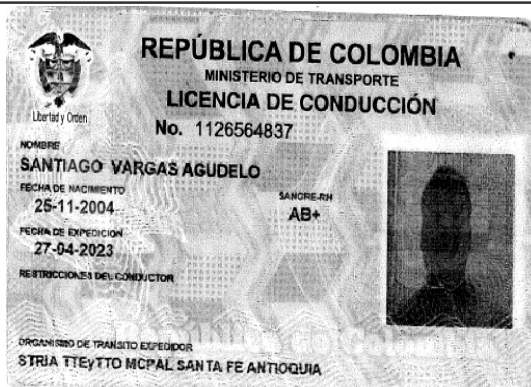 REPÚBLICA DE COLOMBIA
MINISTERIO DE TRANSPORTE
LICENCIA DE CONDUCCIÓN
Libertad y Orden
No. 1126564837
NOMBRE
SANTIAGO VARGAS AGUDELO
FECHA DE NACIMIENTO
25-11-2004
SANGRE-RH
AB+
FECHA DE EXPEDICION
27-04-2023
RESTRICCIONES DEL CONDUCTOR
ORGANISMO DE TRANSITO EXPEDIDOR
STRIA TTEyTTO MCPAL SANTA FE ANTIOQUIA